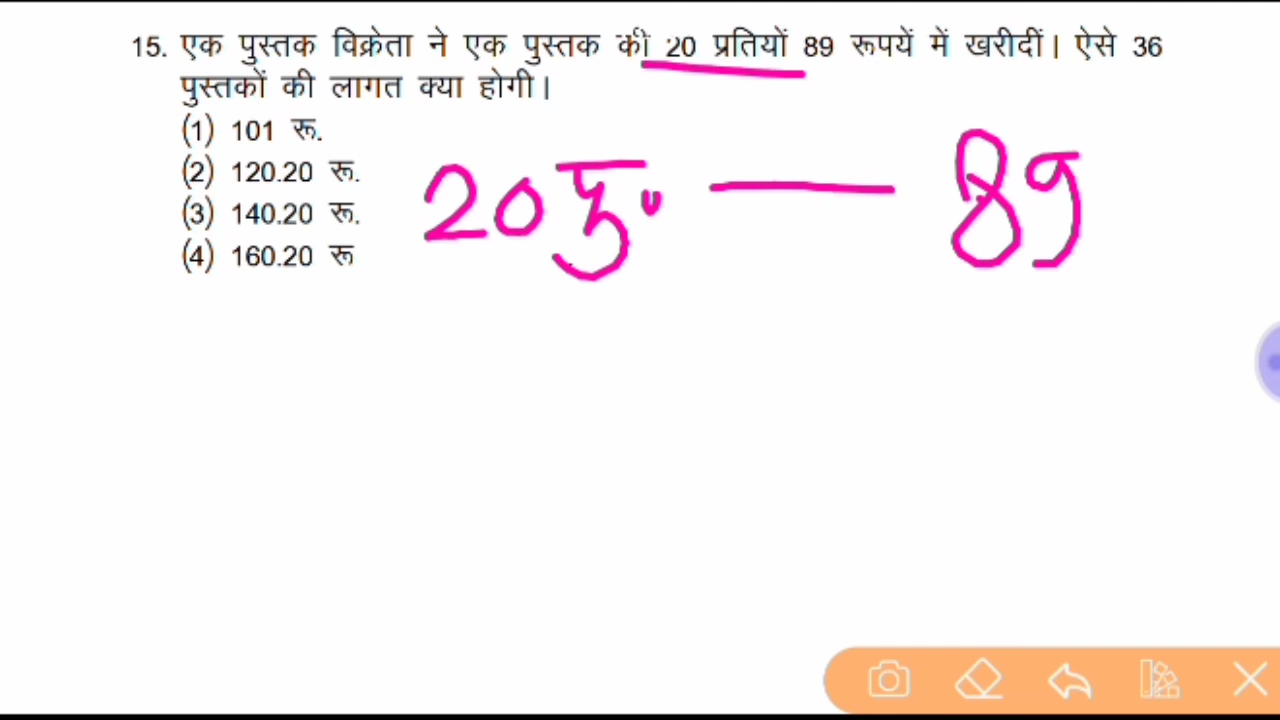 15. एक पुस्तक विक्रेता ने एक पुस्तक की 20 प्रतियों 89 रूपयें में खरीदीं। ऐसे 36
पुस्तकों की लागत क्या होगी।
(1) 101 रू.
(2) 120.20 रू.
(3) 140.20 रू.
(4) 160.20 रू
20 पु. — 89